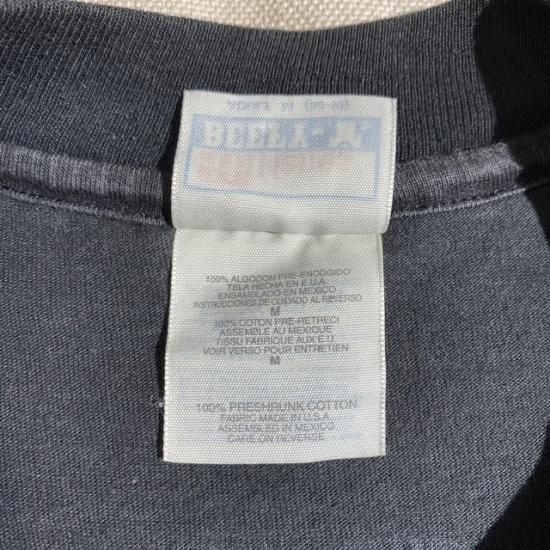 ADULT M
BEEFY-T
100% ALGODON PRE-ENCOGIDO
TELA HECHA EN E.U.A.
ENSAMBLADO EN MEXICO
INSTRUCCIONES DE CUIDADO AL REVERSO
M
100% COTON PRE-RETRECI
ASSEMBLE AU MEXIQUE
TISSU FABRIQUE AUX E.U.
VOIR VERSO POUR ENTRETIEN
M
100% PRESHRUNK COTTON
FABRIC MADE IN U.S.A.
ASSEMBLED IN MEXICO
CARE ON REVERSE